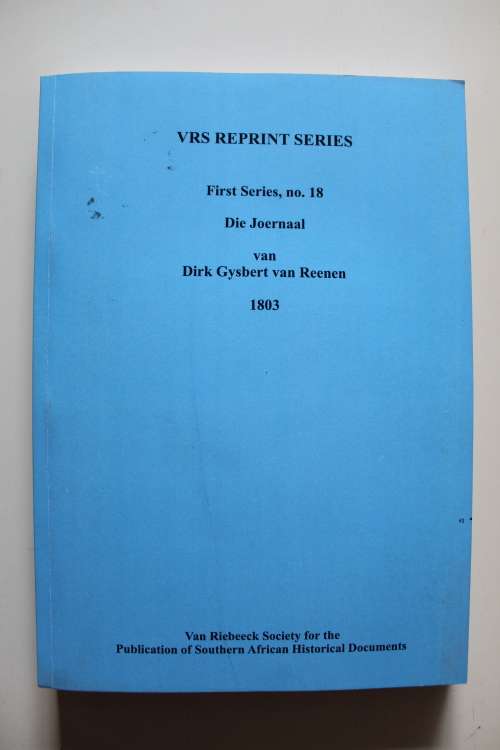 VRS REPRINT SERIES
First Series, no. 18
Die Joernaal
van
Dirk Gysbert van Reenen
1803
Van Riebeeck Society for the
Publication of Southern African Historical Documents